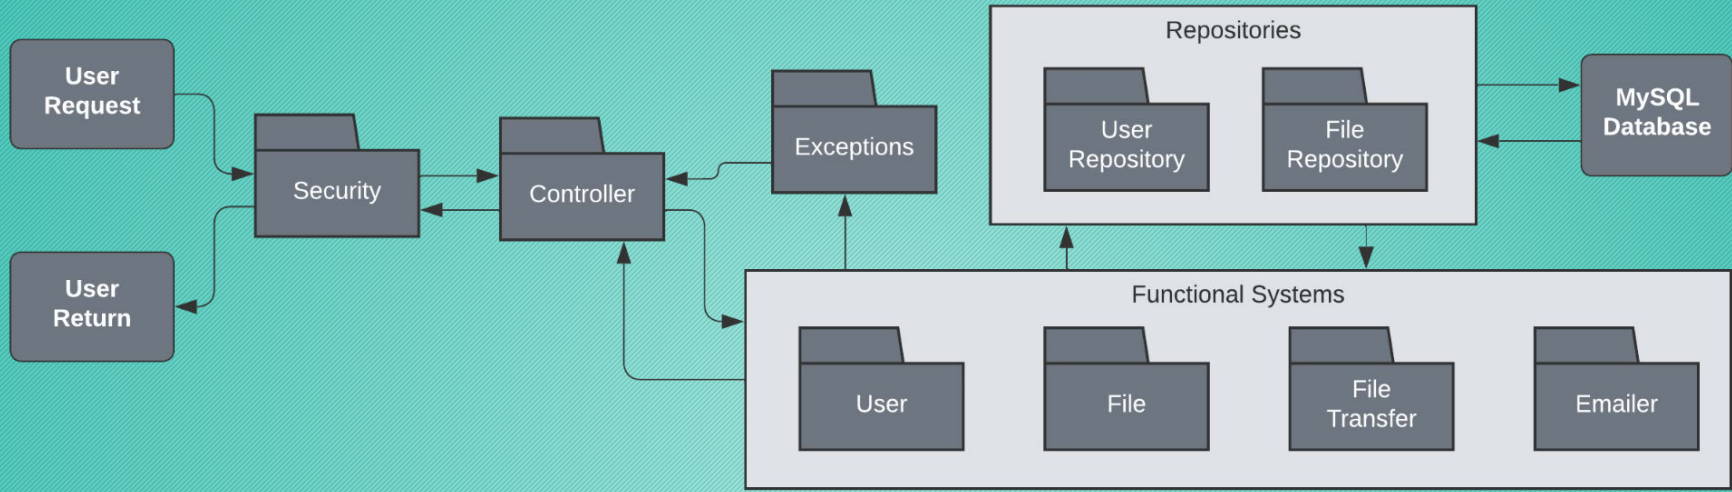 User
Request
User
Return
Security
Controller
Exceptions
Repositories
User
Repository
File
Repository
MySQL
Database
Functional Systems
User
File
File
Transfer
Emailer